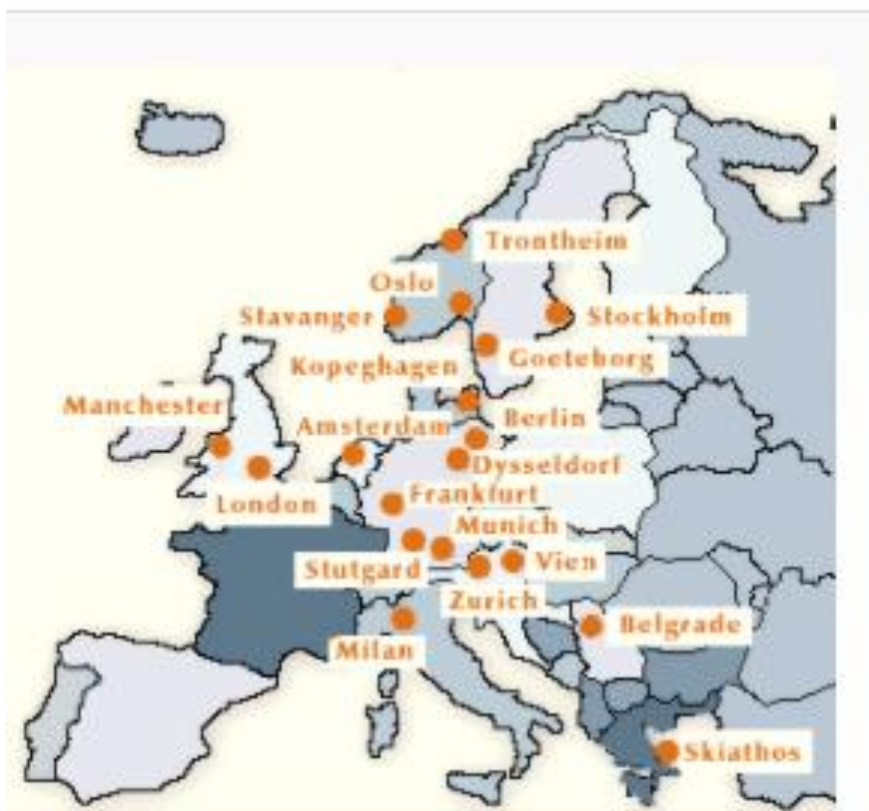 Trontheim
Oslo
Stavanger
Stockholm
Goeteborg
Kopeghagen
Manchester
Amsterdam
Berlin
Dysseldorf
London
Frankfurt
Munich
Stutgard
Vien
Zurich
Belgrade
Milan
Skiathos